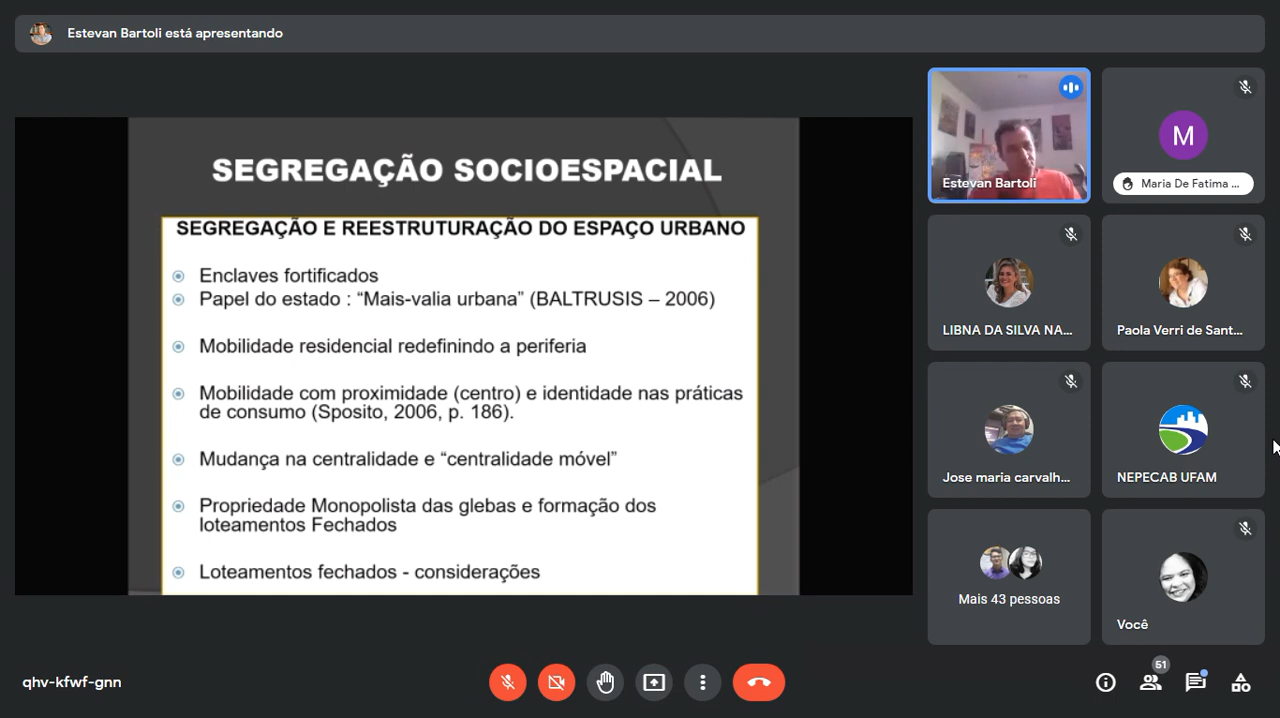 Estevan Bartoli está apresentando
SEGREGAÇÃO SOCIOESPACIAL
SEGREGAÇÃO E REESTRUTURAÇÃO DO ESPAÇO URBANO
Enclaves fortificados
Papel do estado : “Mais-valia urbana” (BALTRUSIS – 2006)
Mobilidade residencial redefinindo a periferia
Mobilidade com proximidade (centro) e identidade nas práticas
de consumo (Sposito, 2006, p. 186).
Mudança na centralidade e “centralidade móvel”
Propriedade Monopolista das glebas e formação dos
loteamentos Fechados
Loteamentos fechados - considerações
Estevan Bartoli
M
Maria De Fatima ...
LIBNA DA SILVA NA...
Paola Verri de Sant...
Jose maria carvalh...
NEPECAB UFAM
Mais 43 pessoas
Você
qhv-kfwf-gnn
51